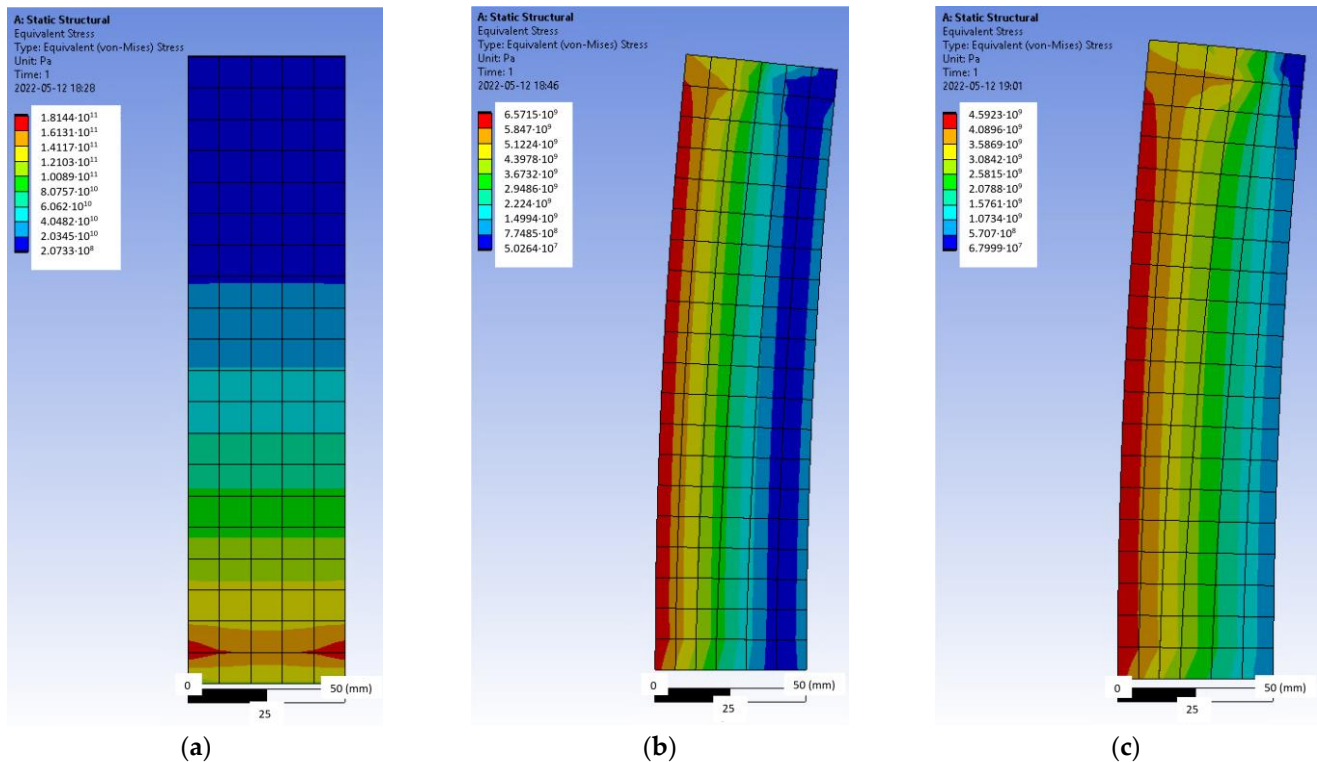 A: Static Structural
Equivalent Stress
Type: Equivalent (von-Mises) Stress
Unit: Pa
Time: 1
2022-05-12 18:28
1.8144·10¹¹
1.6131·10¹¹
1.4117·10¹¹
1.2103·10¹¹
1.0089·10¹¹
8.0757·10¹⁰
6.062·10¹⁰
4.0482·10¹⁰
2.0345·10¹⁰
2.0733·10⁸
0
50 (mm)
25
(a)
A: Static Structural
Equivalent Stress
Type: Equivalent (von-Mises) Stress
Unit: Pa
Time: 1
2022-05-12 18:46
6.5715·10⁹
5.847·10⁹
5.1224·10⁹
4.3978·10⁹
3.6732·10⁹
2.9486·10⁹
2.224·10⁹
1.4994·10⁹
7.7485·10⁸
5.0264·10⁷
0
50 (mm)
25
(b)
A: Static Structural
Equivalent Stress
Type: Equivalent (von-Mises) Stress
Unit: Pa
Time: 1
2022-05-12 19:01
4.5923·10⁹
4.0896·10⁹
3.5869·10⁹
3.0842·10⁹
2.5815·10⁹
2.0788·10⁹
1.5761·10⁹
1.0734·10⁹
5.707·10⁸
6.7999·10⁷
0
50 (mm)
25
(c)